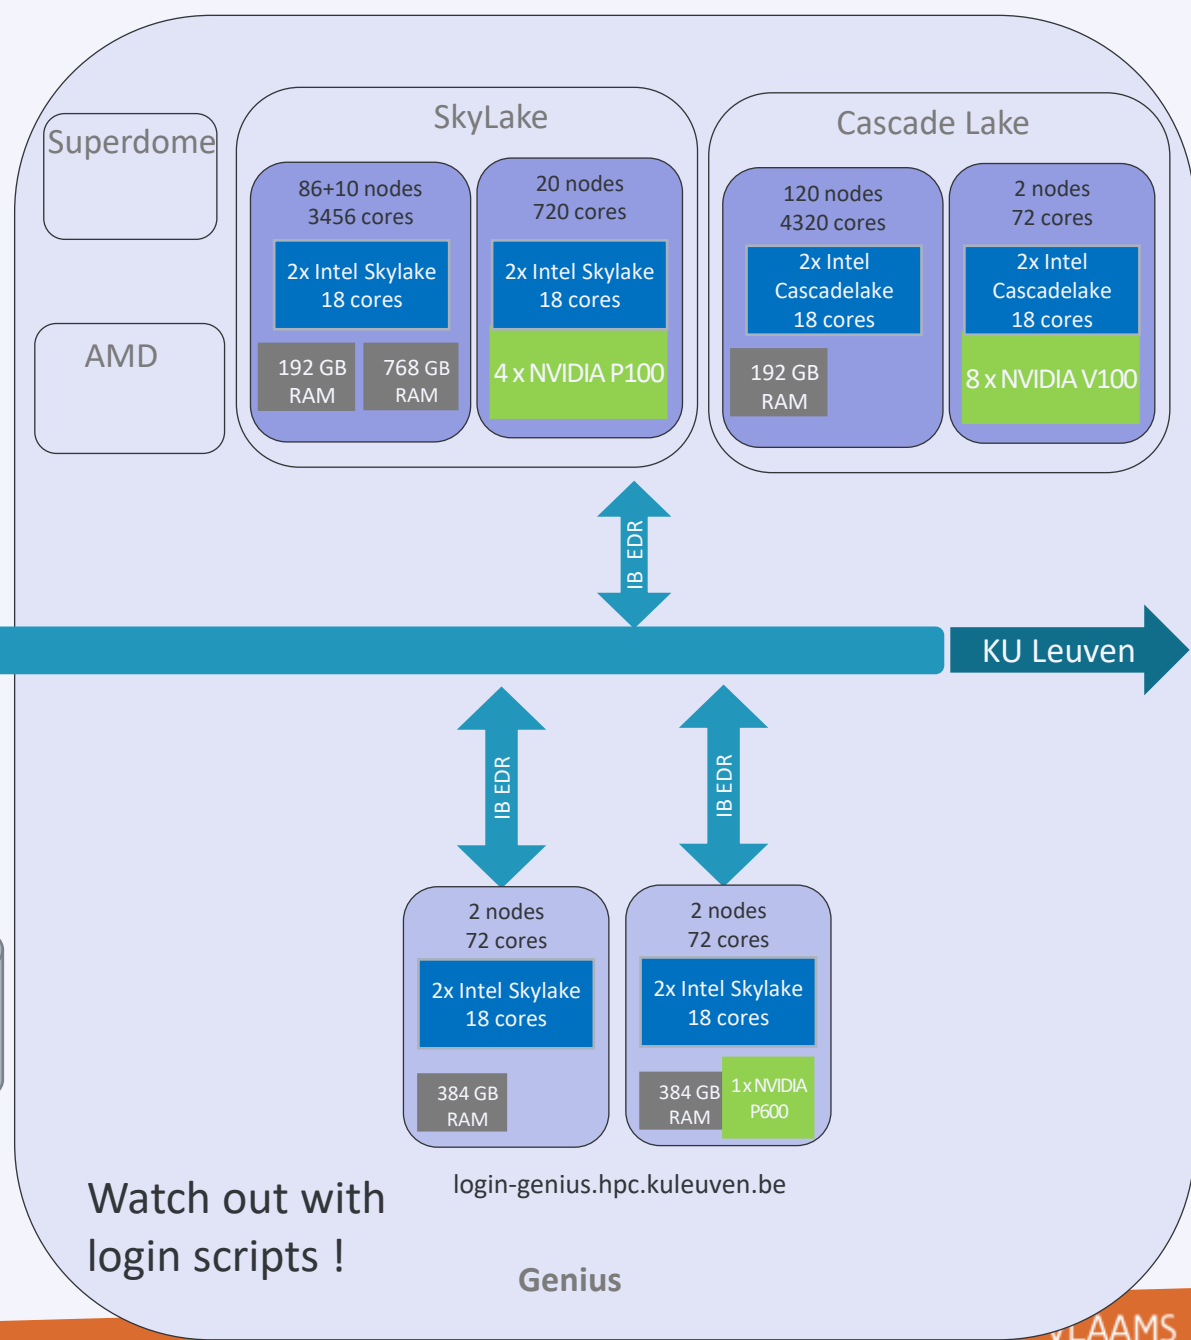 Superdome
AMD
SkyLake
86+10 nodes
3456 cores
2x Intel Skylake
18 cores
192 GB
RAM
768 GB
RAM
20 nodes
720 cores
2x Intel Skylake
18 cores
4 x NVIDIA P100
Cascade Lake
120 nodes
4320 cores
2x Intel
Cascadelake
18 cores
192 GB
RAM
2 nodes
72 cores
2x Intel
Cascadelake
18 cores
8 x NVIDIA V100
IB EDR
KU Leuven
IB EDR
IB EDR
2 nodes
72 cores
2x Intel Skylake
18 cores
384 GB
RAM
2 nodes
72 cores
2x Intel Skylake
18 cores
384 GB
RAM
1x NVIDIA
P600
login-genius.hpc.kuleuven.be
Watch out with
login scripts !
Genius
VLAAMS